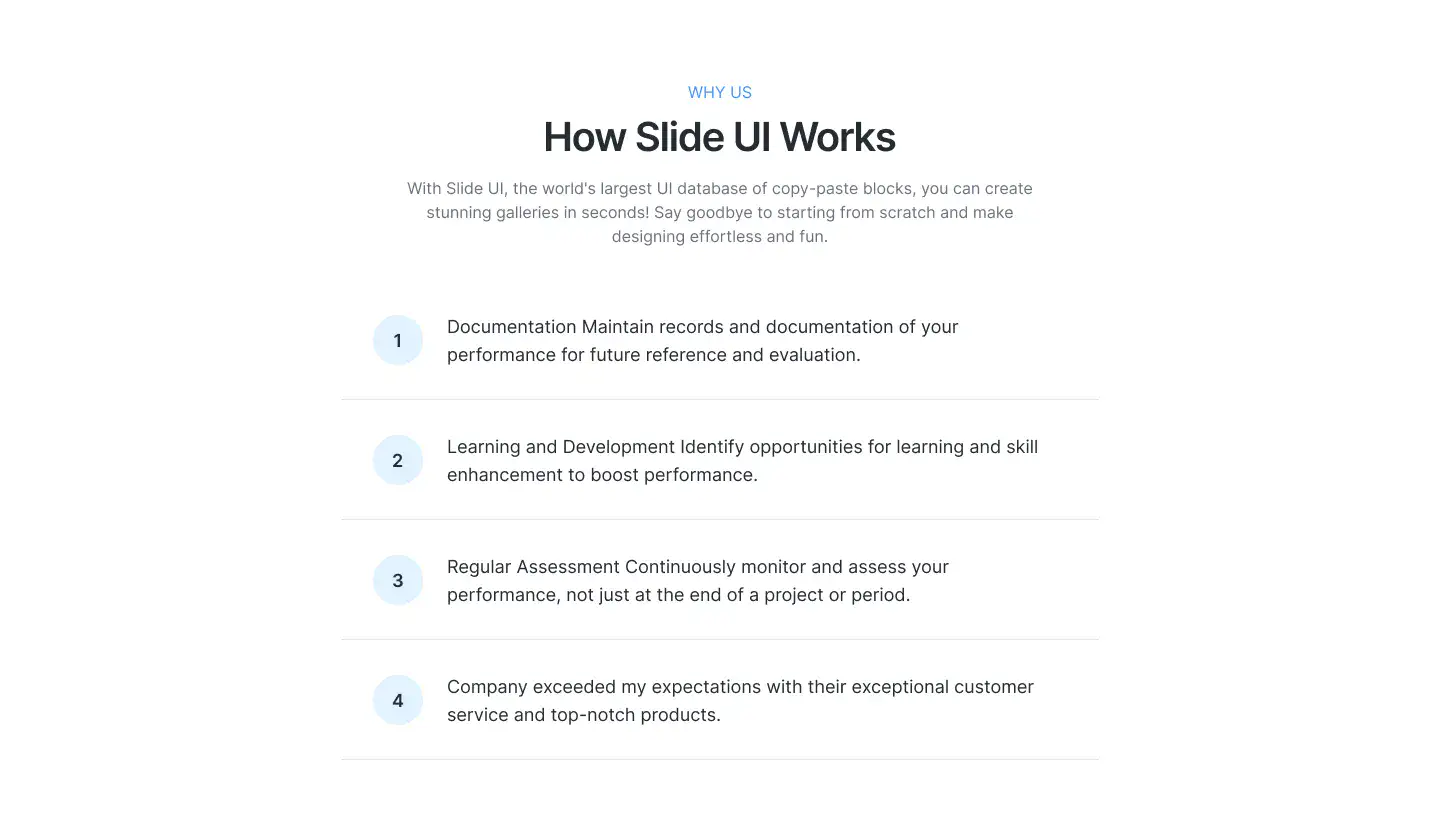 WHY US
How Slide UI Works
With Slide UI, the world's largest UI database of copy-paste blocks, you can create
stunning galleries in seconds! Say goodbye to starting from scratch and make
designing effortless and fun.
1
Documentation Maintain records and documentation of your
performance for future reference and evaluation.
2
Learning and Development Identify opportunities for learning and skill
enhancement to boost performance.
3
Regular Assessment Continuously monitor and assess your
performance, not just at the end of a project or period.
4
Company exceeded my expectations with their exceptional customer
service and top-notch products.